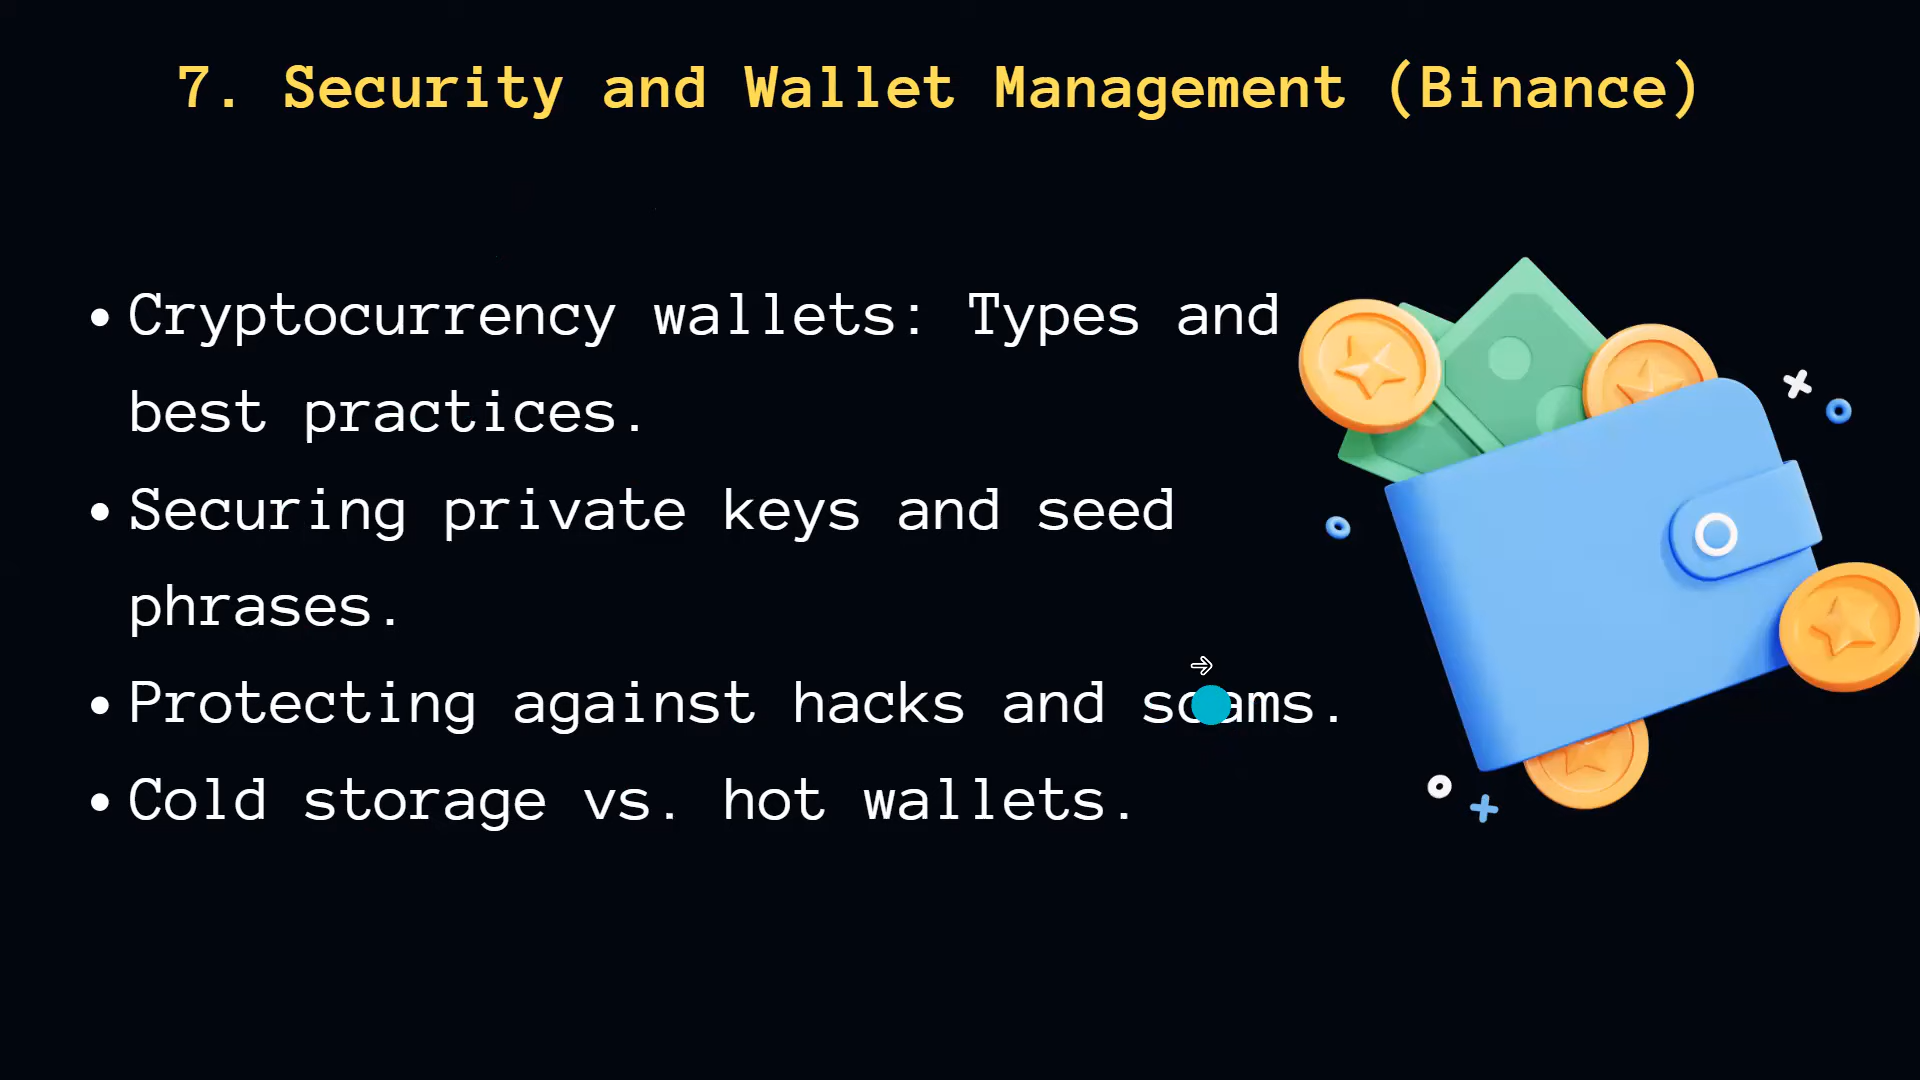 7. Security and Wallet Management (Binance)
• Cryptocurrency wallets: Types and
best practices.
• Securing private keys and seed
phrases.
• Protecting against hacks and scams.
• Cold storage vs. hot wallets.